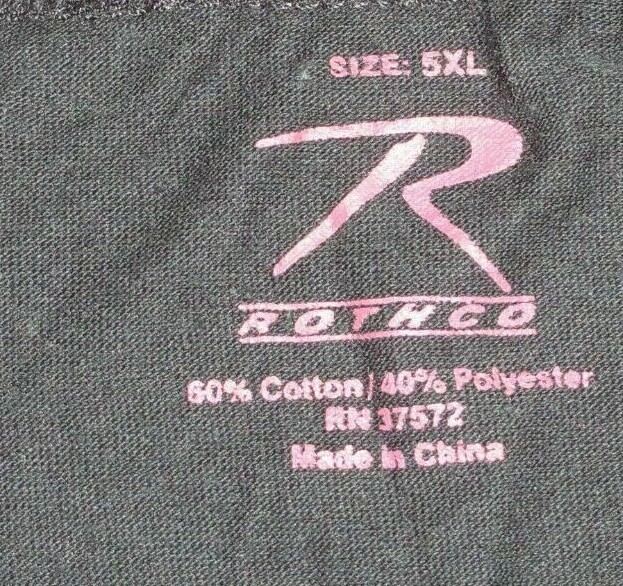 SIZE: 5XL
R
ROTHCO
60% Cotton / 40% Polyester
RN 37572
Made in China